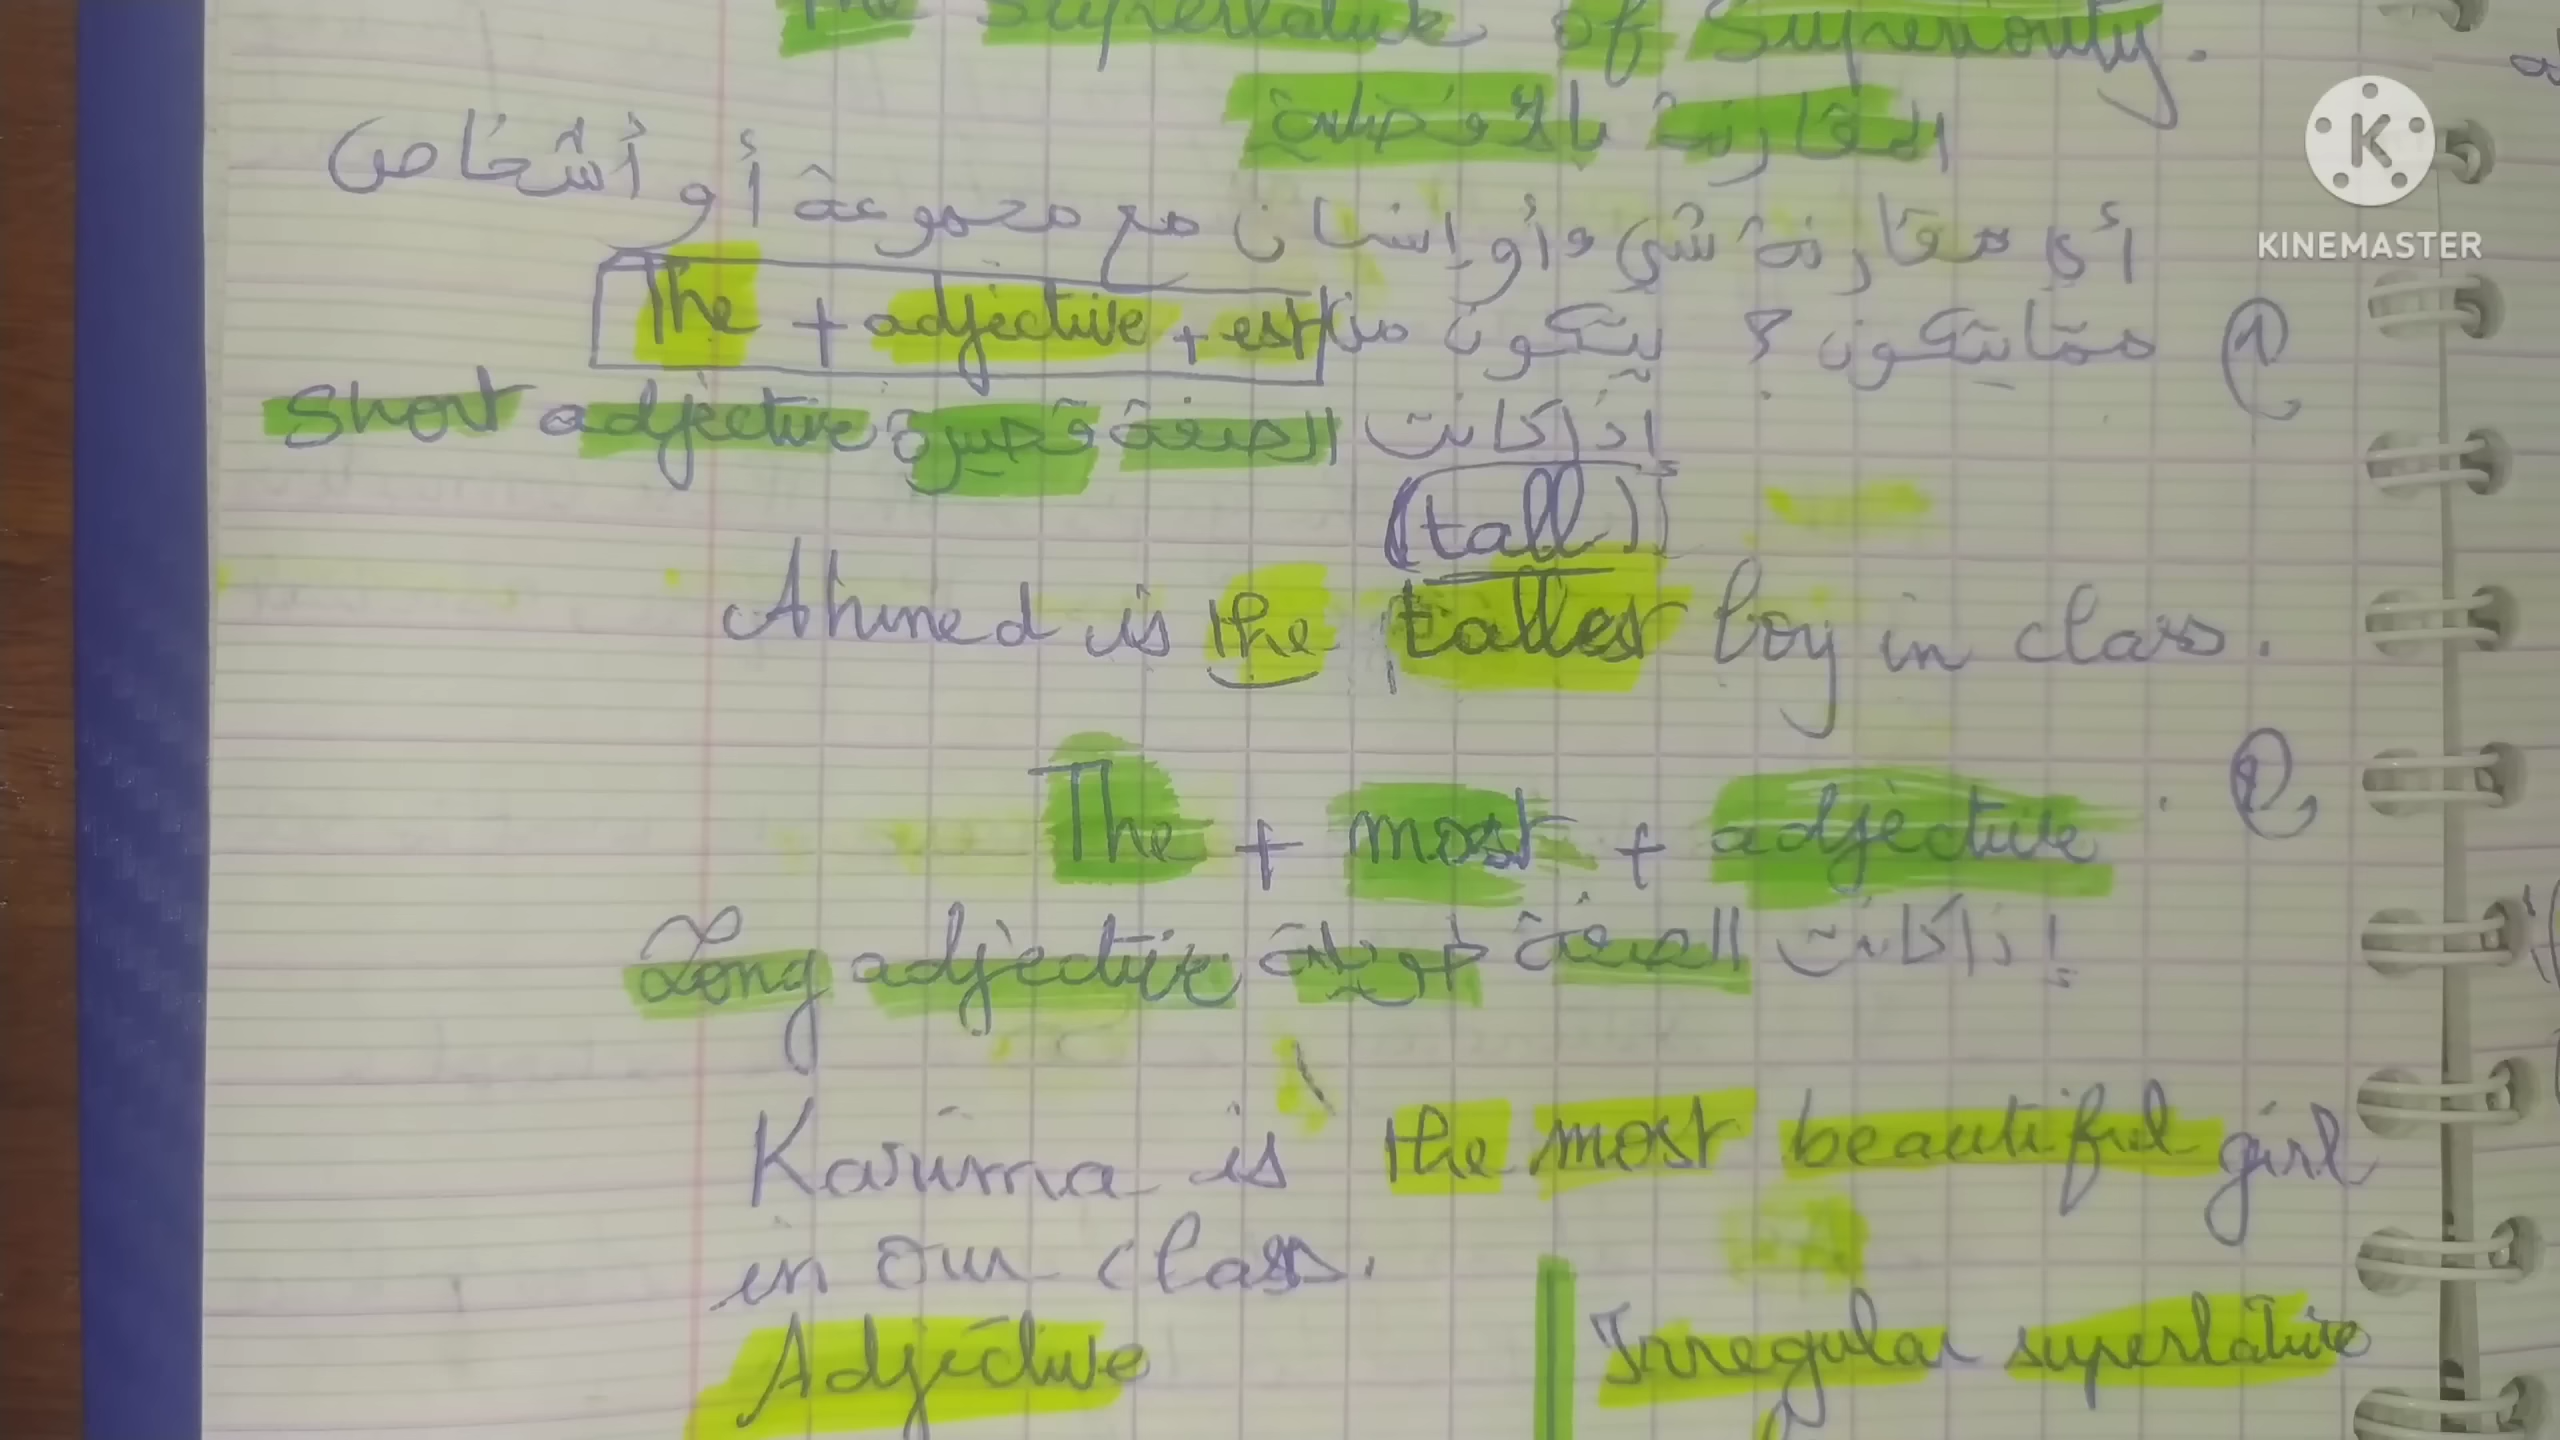 The Superlative of Superiority.
المقارنة بالأفضلية
أي مقارنة شيء أو إنسان مع مجموعة أو أشخاص
① ممّا يتكون؟ يتكون من The + adjective + est
إذا كانت الصفة قصيرة Short adjective
(tall)
Ahmed is the tallest boy in class.
② The + most + adjective
إذا كانت الصفة طويلة Long adjective
Karima is the most beautiful girl
in our class.
Adjective | Irregular superlative
KINEMASTER